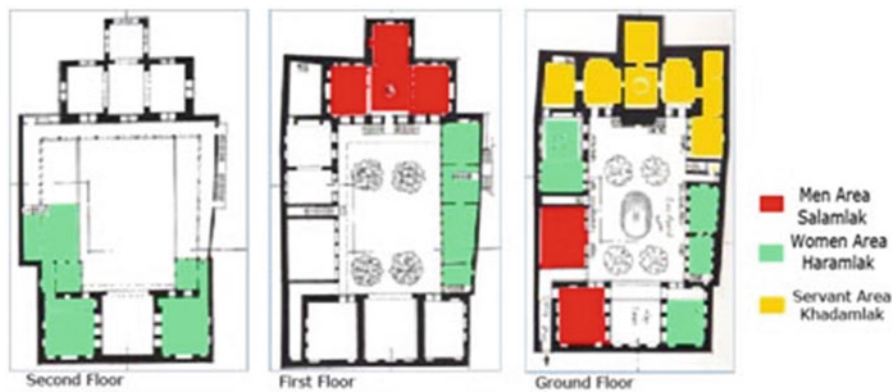 Men Area
Salamlak
Women Area
Haramlak
Servant Area
Khadamlak
Second Floor
First Floor
Ground Floor